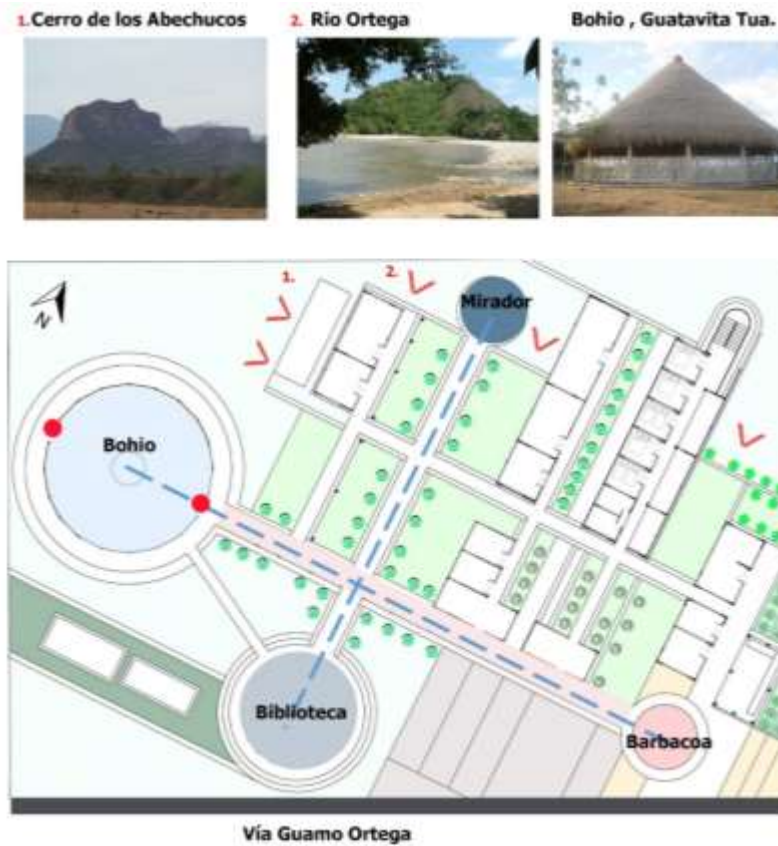 1. Cerro de los Abechucos
2. Rio Ortega
Bohio , Guatavita Tua.
1.
2.
Mirador
N
Bohio
Biblioteca
Barbacoa
Vía Guamo Ortega